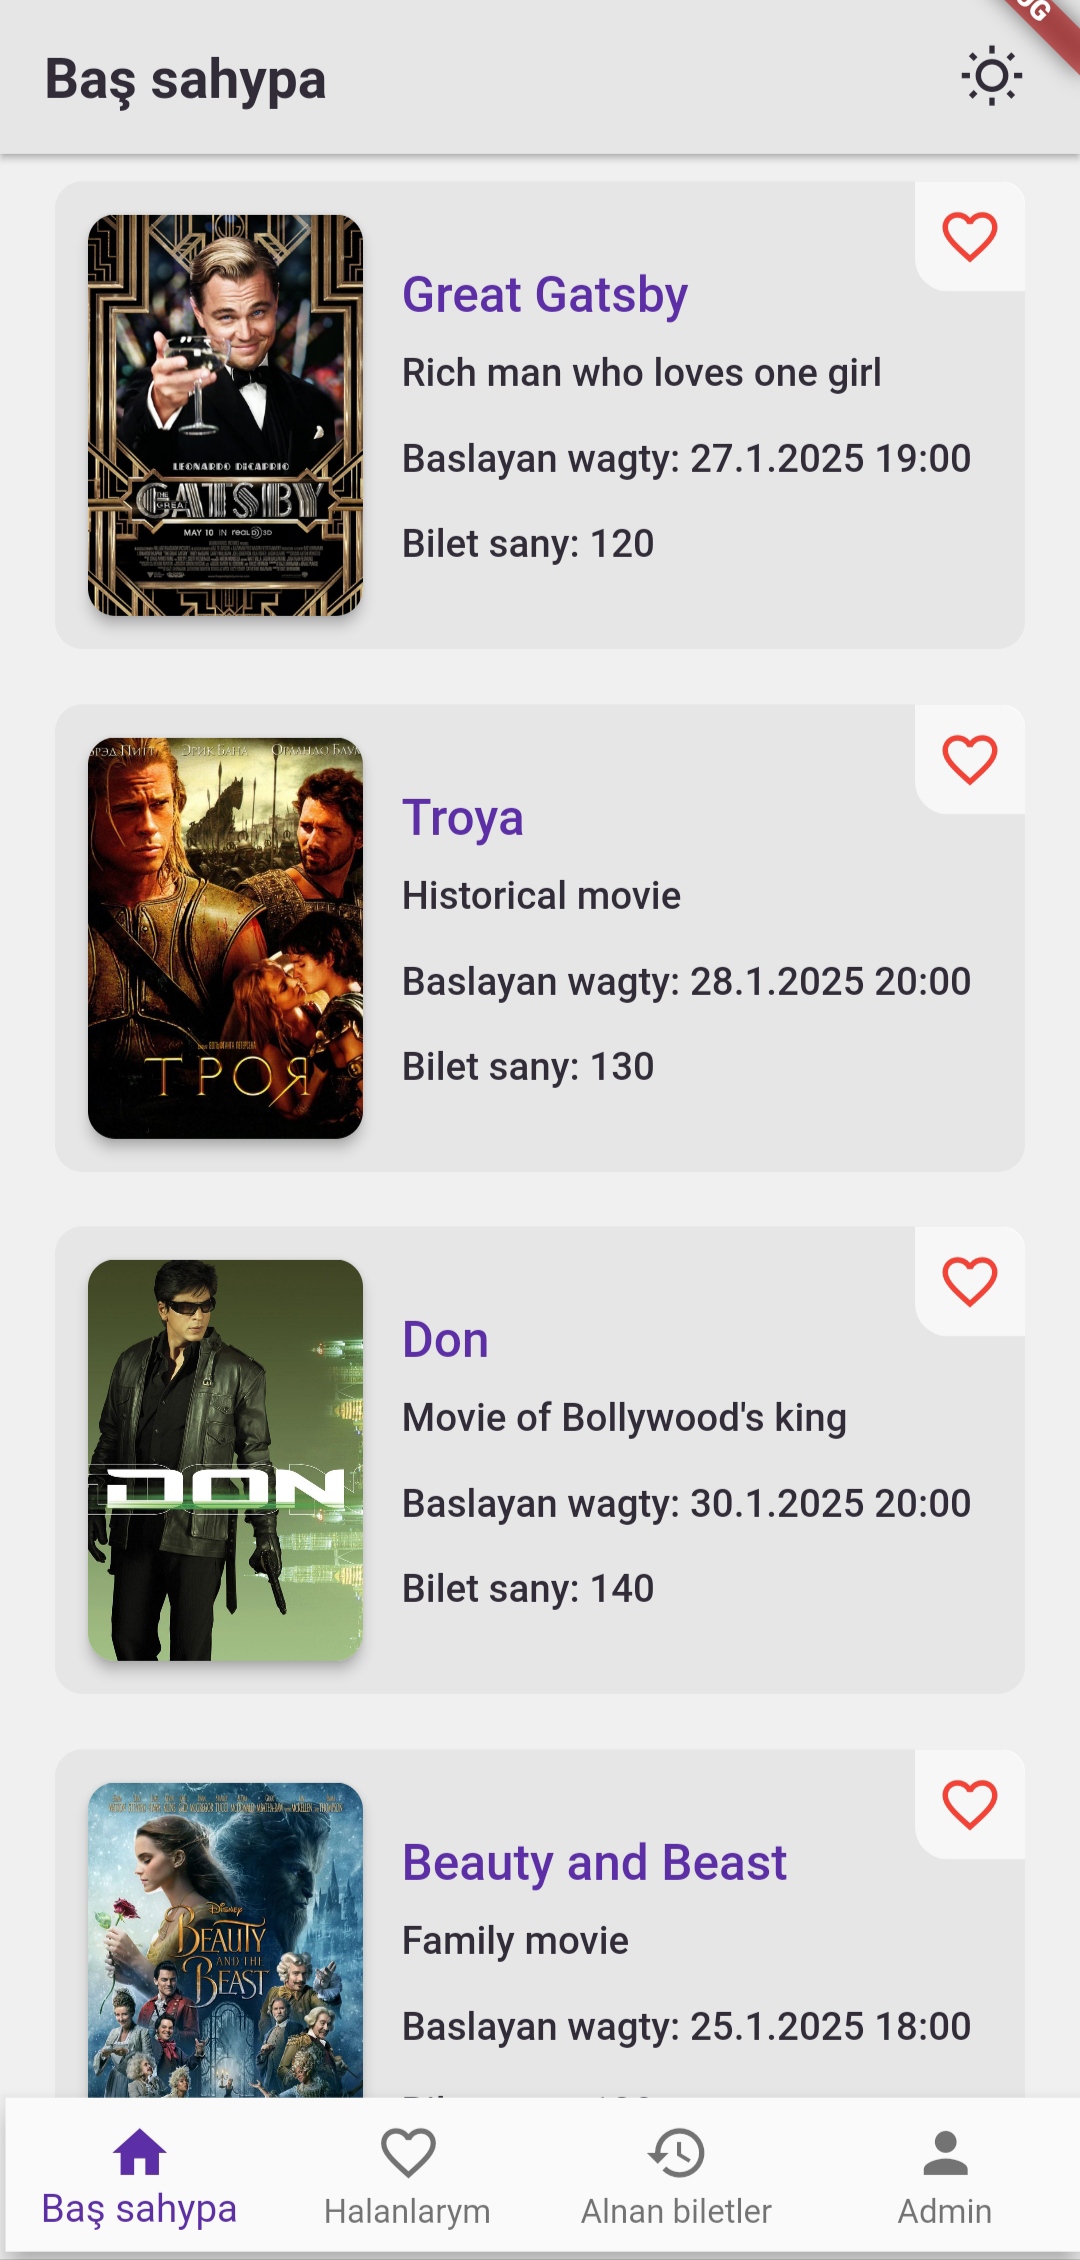 Baş sahypa
Great Gatsby
Rich man who loves one girl
Baslayan wagty: 27.1.2025 19:00
Bilet sany: 120
LEONARDO DICAPRIO
THE GREAT
GATSBY
MAY 10 IN REAL D 3D
Troya
Historical movie
Baslayan wagty: 28.1.2025 20:00
Bilet sany: 130
ЭРИК БАНА
ТРОЯ
Don
Movie of Bollywood's king
Baslayan wagty: 30.1.2025 20:00
Bilet sany: 140
DON
Beauty and Beast
Family movie
Baslayan wagty: 25.1.2025 18:00
Disney
BEAUTY
AND THE
BEAST
Baş sahypa
Halanlarym
Alnan biletler
Admin